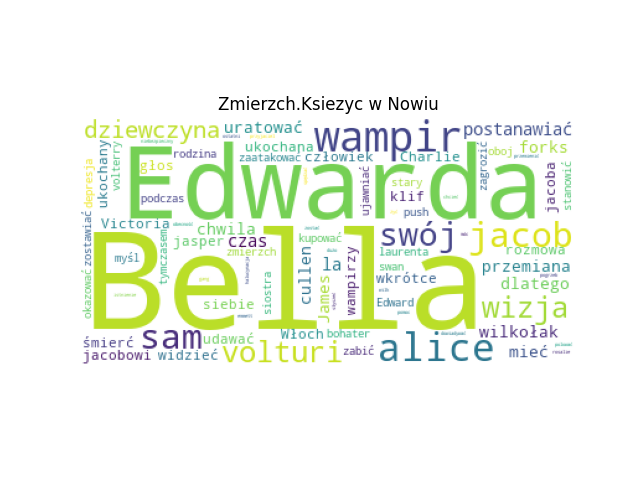 Zmierzch.Ksiezyc w Nowiu
dziewczyna uratować wampir postanawiać
ukochana oboj forks
głos rodzina zaatakować człowiek Charlie
depresja ukochany volterry Edwarda zagrozić jacoba stanowić
podczas ujawniać stary klif push
zostawiać Victoria chwila Bella swój jacob
myśl tymczasem jasper czas kupować laurenta rozmowa
zmierzch la swan przemiana
okazować siostra cullen James wampirzy wkrótce dlatego
siebie Edward wizja
śmierć sam udawać Włoch bohater wilkołak
jacobowi widzieć volturi zabić alice mieć